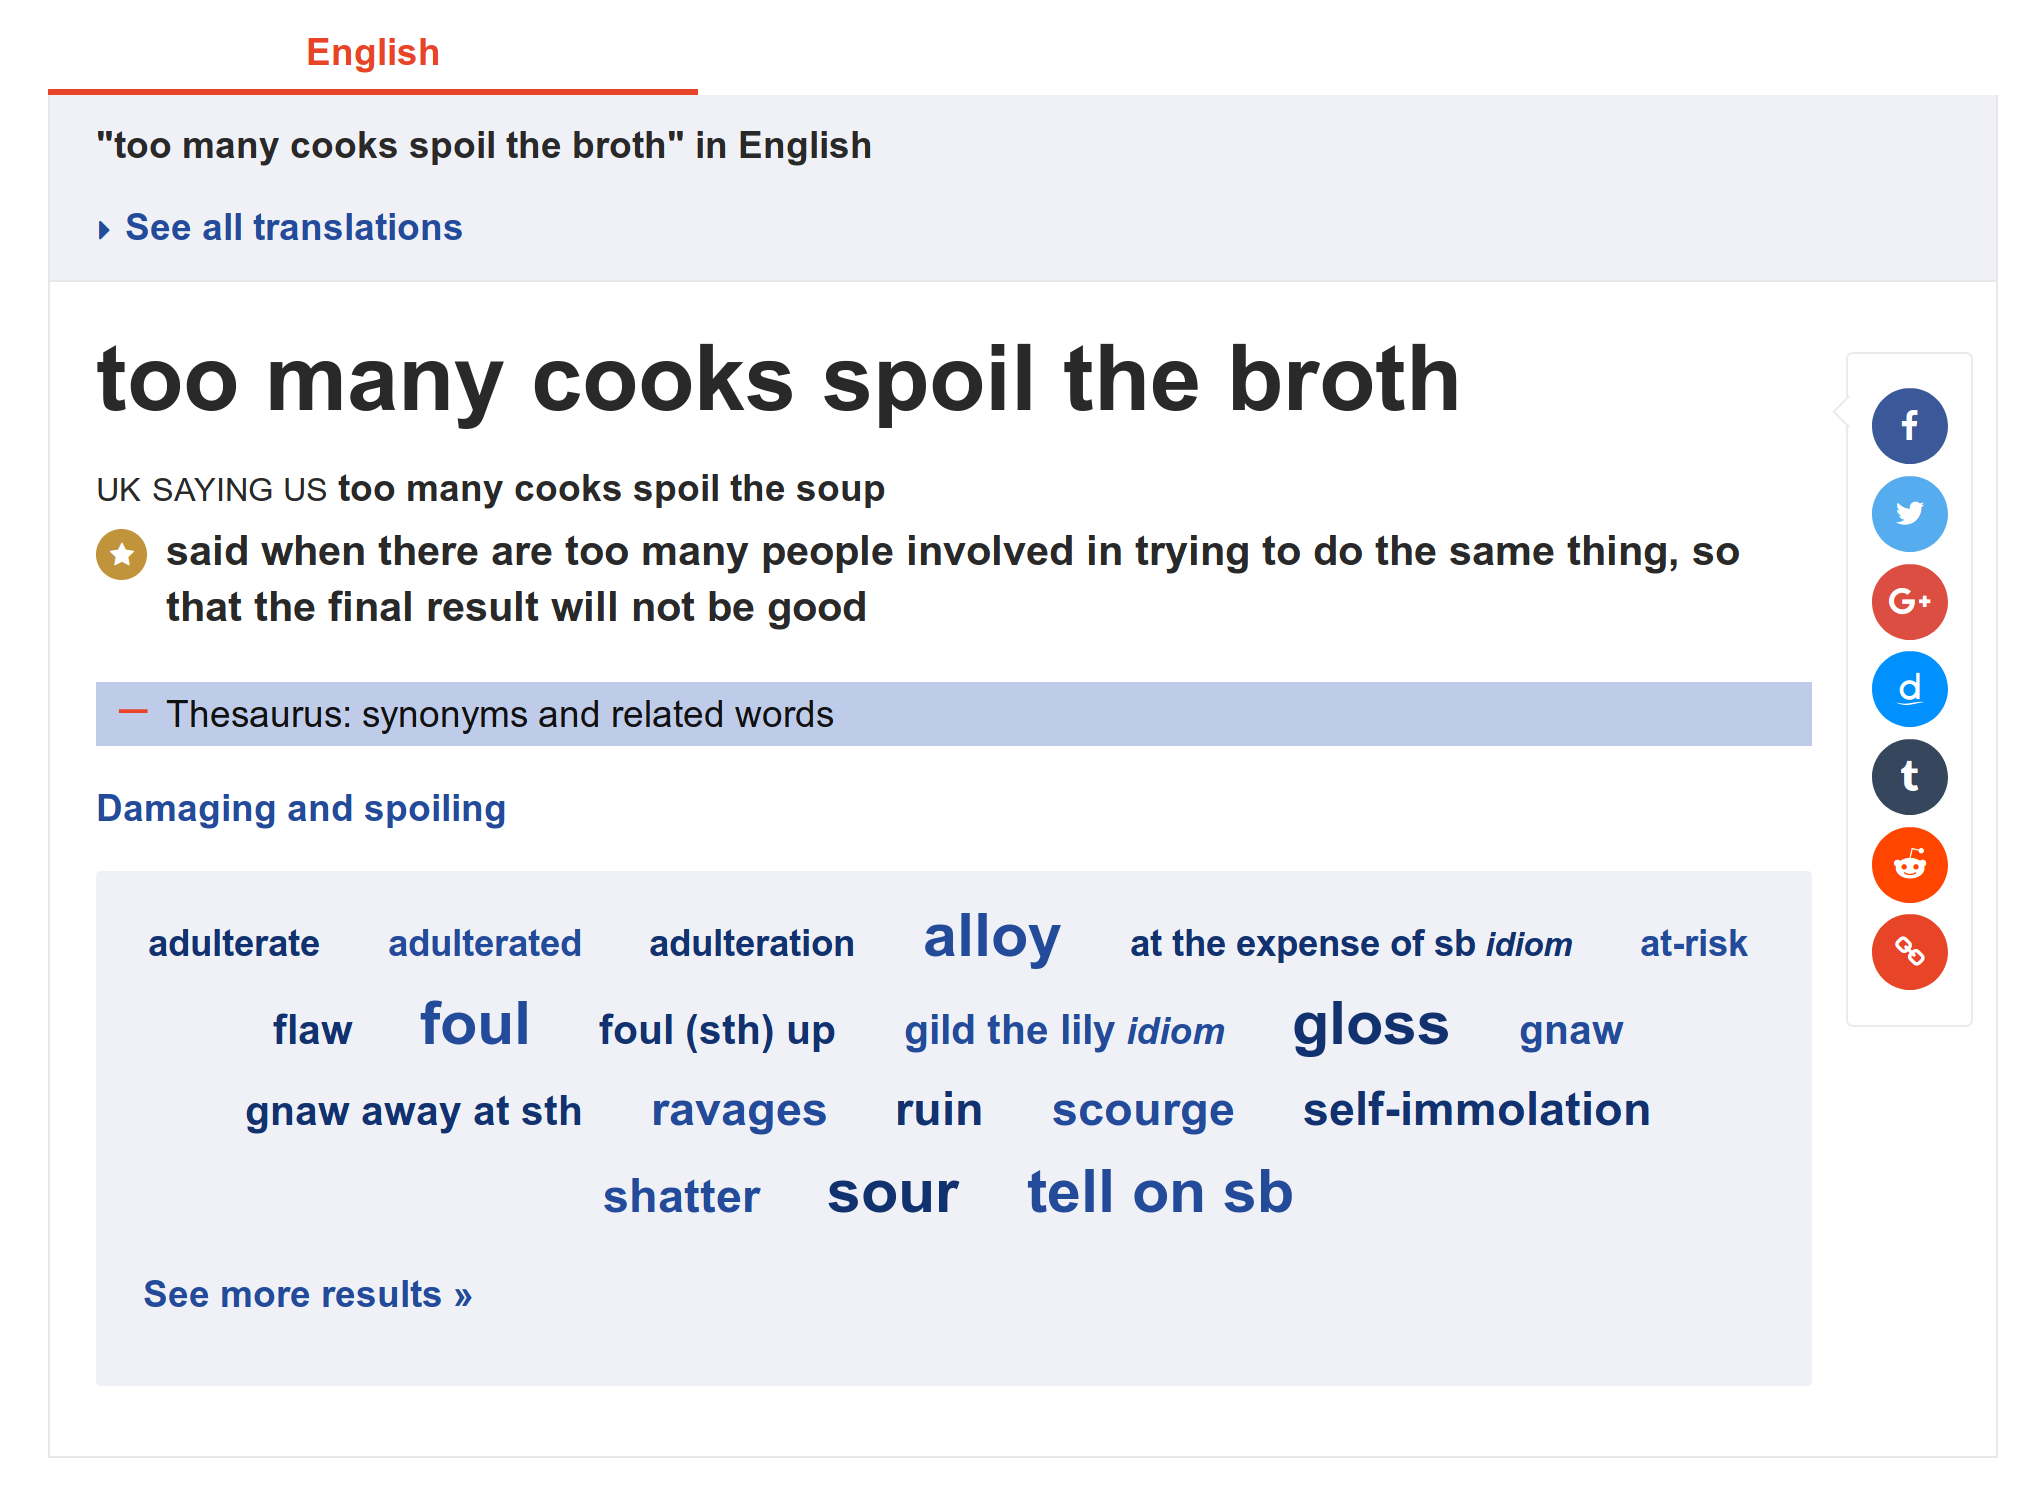 English
"too many cooks spoil the broth" in English
See all translations
too many cooks spoil the broth
UK SAYING US too many cooks spoil the soup
said when there are too many people involved in trying to do the same thing, so
that the final result will not be good
Thesaurus: synonyms and related words
Damaging and spoiling
adulterate adulterated adulteration alloy at the expense of sb idiom at-risk
flaw foul foul (sth) up gild the lily idiom gloss gnaw
gnaw away at sth ravages ruin scourge self-immolation
shatter sour tell on sb
See more results »
f
G+
d
t